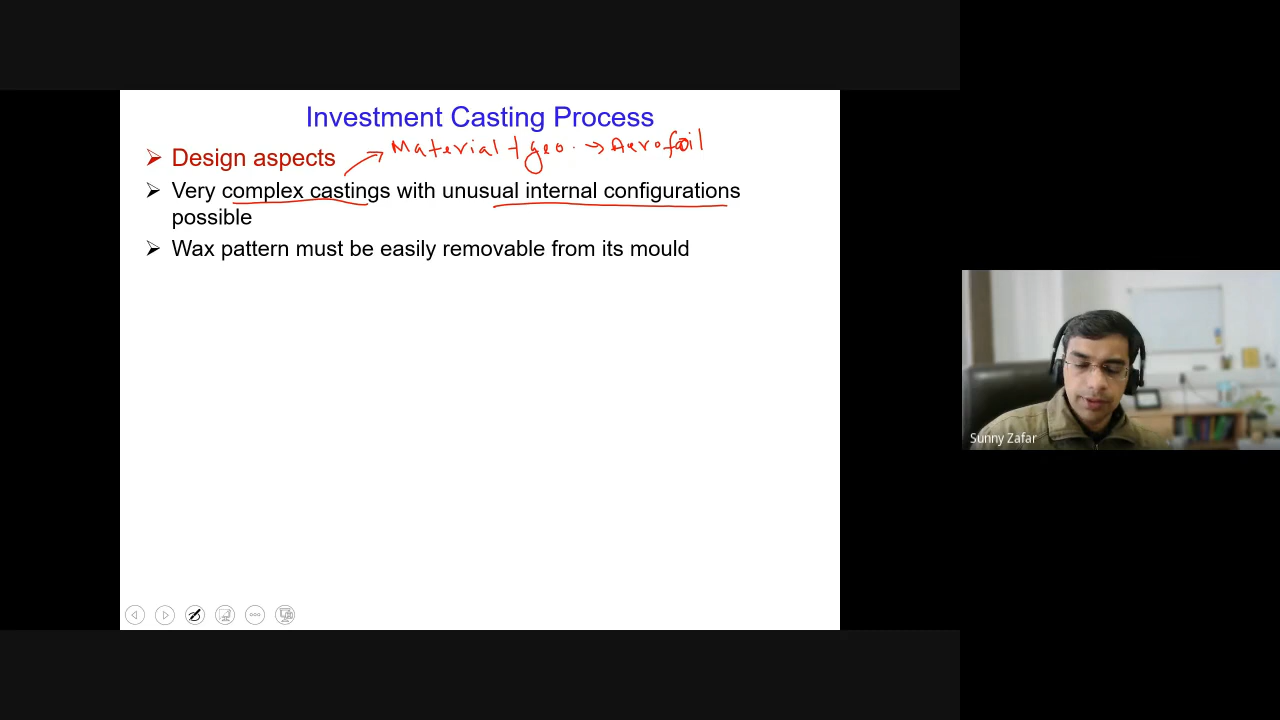 Investment Casting Process
Design aspects
Material + geo. → Aerofoil
Very complex castings with unusual internal configurations
possible
Wax pattern must be easily removable from its mould
Sunny Zafar